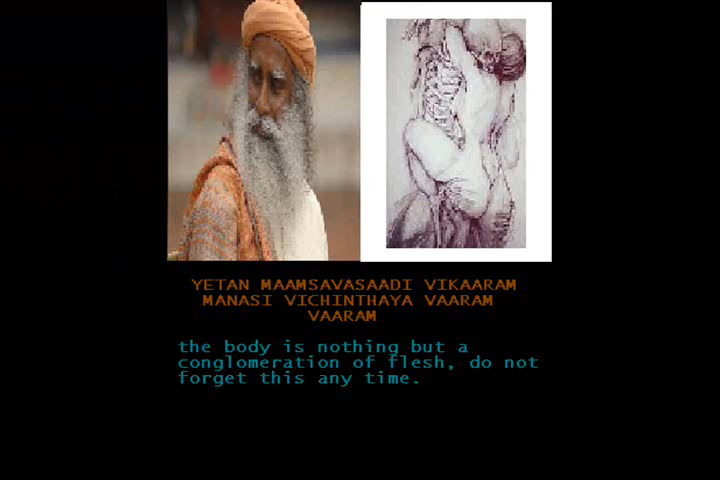 YETAN MAAMSAVASAADI VIKAARAM
MANASI VICHINTHAYA VAARAM
VAARAM
the body is nothing but a
conglomeration of flesh, do not
forget this any time.